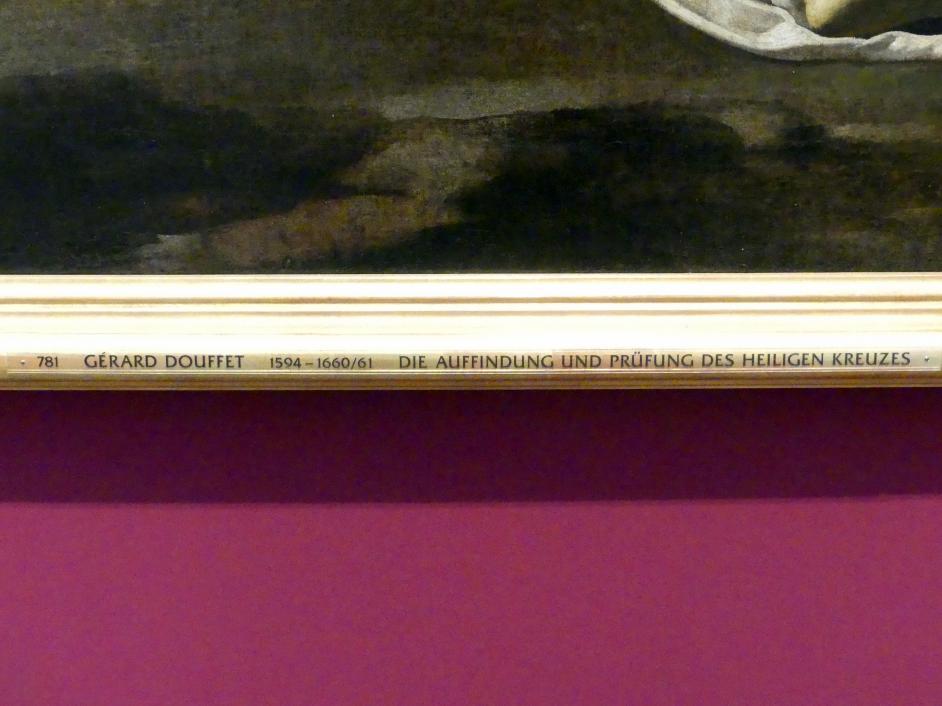 781 GÉRARD DOUFFET 1594–1660/61 DIE AUFFINDUNG UND PRÜFUNG DES HEILIGEN KREUZES